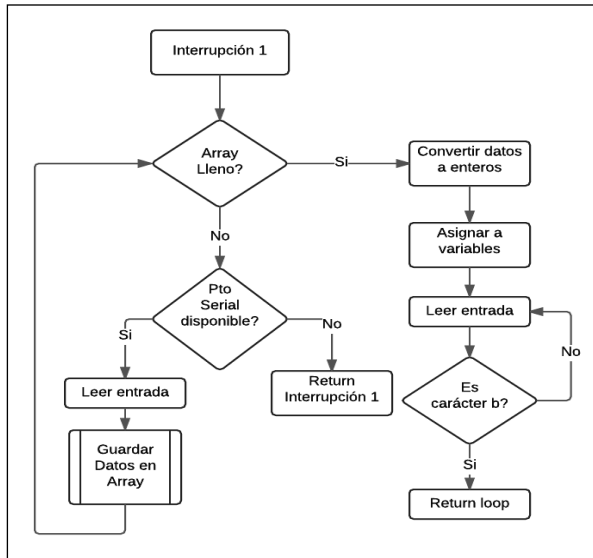 Interrupción 1
Array
Lleno?
Si
Convertir datos
a enteros
No
Asignar a
variables
Pto
Serial
disponible?
Si
No
Leer entrada
No
Leer entrada
Return
Interrupción 1
Es
carácter b?
Guardar
Datos en
Array
Si
Return loop